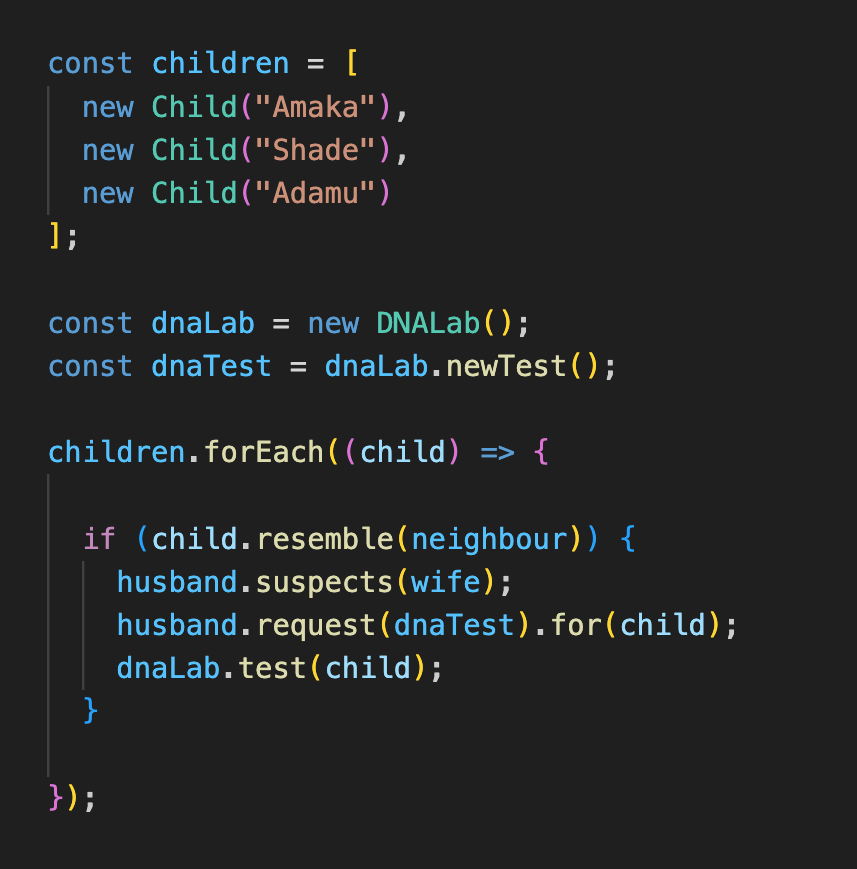 const children = [
  new Child("Amaka"),
  new Child("Shade"),
  new Child("Adamu")
];

const dnaLab = new DNALab();
const dnaTest = dnaLab.newTest();

children.forEach((child) => {

  if (child.resemble(neighbour)) {
    husband.suspects(wife);
    husband.request(dnaTest).for(child);
    dnaLab.test(child);
  }

});